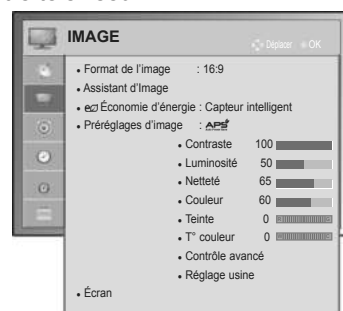 IMAGE
Déplacer OK
• Format de l'image : 16:9
• Assistant d'Image
• Économie d'énergie : Capteur intelligent
• Préréglages d'image : APS
• Contraste 100
• Luminosité 50
• Netteté 65
• Couleur 60
• Teinte 0
• T° couleur 0
• Contrôle avancé
• Réglage usine
• Écran